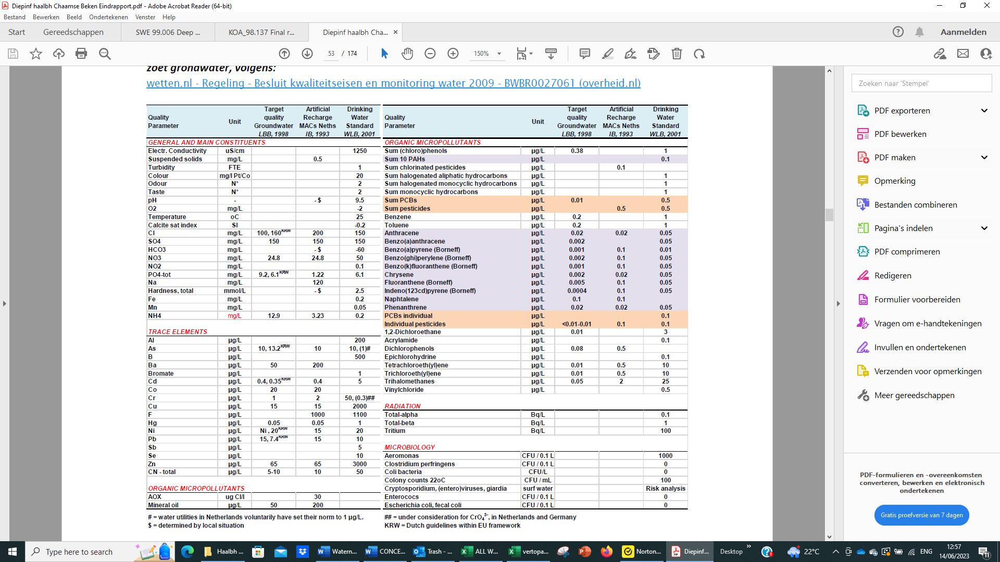 Diepinf haalbh Chaamse Beken Eindrapport.pdf - Adobe Acrobat Reader (64-bit)
Bestand Bewerken Beeld Ondertekenen Venster Help
Start Gereedschappen SWE 99.006 Deep ... KOA_98.137 Final r... Diepinf haalbh Cha... × Aanmelden
53 / 174 150%
zoet grondwater, volgens:
wetten.nl - Regeling - Besluit kwaliteitseisen en monitoring water 2009 - BWBR0027061 (overheid.nl)
Quality Parameter Unit Target quality Groundwater LBB, 1998 Artificial Recharge MACs Neths IB, 1993 Drinking Water Standard WLB, 2001
GENERAL AND MAIN CONSTITUENTS
Electr. Conductivity uS/cm 1250
Suspended solids mg/L 0.5
Turbidity FTE 1
Colour mg/l Pt/Co 20
Odour N* 2
Taste N* 2
pH - - $ 9.5
O2 mg/L -2
Temperature oC 25
Calcite sat index SI -0.2
Cl mg/L 100, 160KRW 200 150
SO4 mg/L 150 150 150
HCO3 mg/L - $ -60
NO3 mg/L 24.8 24.8 50
NO2 mg/L 0.1
PO4-tot mg/L 9.2, 6.1KRW 1.22 6.1
Na mg/L 120
Hardness, total mmol/L - $ 2.5
Fe mg/L 0.2
Mn mg/L 0.05
NH4 mg/L 12.9 3.23 0.2
TRACE ELEMENTS
Al µg/L 200
As µg/L 10, 13.2KRW 10 10, (1)#
B µg/L 500
Ba µg/L 50 200
Bromate µg/L 1
Cd µg/L 0.4, 0.35KRW 0.4 5
Co µg/L 20 20
Cr µg/L 1 2 50, (0.3)##
Cu µg/L 15 15 2000
F µg/L 1000 1100
Hg µg/L 0.05 0.05 1
Ni µg/L Ni , 20KRW 15 20
Pb µg/L 15, 7.4KRW 15 10
Sb µg/L 5
Se µg/L 10
Zn µg/L 65 65 3000
CN - total µg/L 5-10 10 50
ORGANIC MICROPOLLUTANTS
AOX ug Cl/l 30
Mineral oil µg/L 50 200
# = water utilities in Netherlands voluntarily have set their norm to 1 µg/L.
$ = determined by local situation
Quality Parameter Unit Target quality Groundwater LBB, 1998 Artificial Recharge MACs Neths IB, 1993 Drinking Water Standard WLB, 2001
ORGANIC MICROPOLLUTANTS
Sum (chloro)phenols µg/L 0.38 1
Sum 10 PAHs µg/L 0.1
Sum chlorinated pesticides µg/L 0.1
Sum halogenated aliphatic hydrocarbons µg/L 1
Sum halogenated monocyclic hydrocarbons µg/L 1
Sum monocyclic hydrocarbons µg/L 1
Sum PCBs µg/L 0.01 0.5
Sum pesticides µg/L 0.5 0.5
Benzene µg/L 0.2 1
Toluene µg/L 0.2 1
Anthracene µg/L 0.02 0.02 0.05
Benzo(a)anthracene µg/L 0.002 0.05
Benzo(a)pyrene (Borneff) µg/L 0.001 0.1 0.01
Benzo(ghi)perylene (Borneff) µg/L 0.002 0.1 0.05
Benzo(k)fluoranthene (Borneff) µg/L 0.001 0.1 0.05
Chrysene µg/L 0.002 0.02 0.05
Fluoranthene (Borneff) µg/L 0.005 0.1 0.05
Indeno(123cd)pyrene (Borneff) µg/L 0.0004 0.1 0.05
Naphtalene µg/L 0.1 0.1
Phenanthrene µg/L 0.02 0.02 0.05
PCBs individual µg/L 0.1
Individual pesticides µg/L <0.01-0.01 0.1 0.1
1,2-Dichloroethane µg/L 0.01 3
Acrylamide µg/L 0.1
Dichlorophenols µg/L 0.08 0.5
Epichlorohydrine µg/L 0.1
Tetrachloroeth(yl)ene µg/L 0.01 0.5 10
Trichloroeth(yl)ene µg/L 0.01 0.5 10
Trihalomethanes µg/L 0.05 2 25
Vinylchloride µg/L 0.5
RADIATION
Total-alpha Bq/L 0.1
Total-beta Bq/L 1
Tritium Bq/L 100
MICROBIOLOGY
Aeromonas CFU / 0.1 L 1000
Clostridium perfringens CFU / 0.1 L 0
Coli bacteria CFU/L 0
Colony counts 22oC CFU / mL 100
Cryptosporidium, (entero)viruses, giardia surf water Risk analysis
Enterococs CFU / 0.1 L 0
Escherichia coli, fecal coli CFU / 0.1 L 0
## = under consideration for CrO4 3-, in Netherlands and Germany
KRW = Dutch guidelines within EU framework
Zoeken naar 'Stempel'
PDF exporteren
PDF bewerken
PDF maken
Opmerking
Bestanden combineren
Pagina's indelen
PDF comprimeren
Redigeren
Formulier voorbereiden
Vragen om e-handtekeningen
Invullen en ondertekenen
Verzenden voor opmerkingen
Meer gereedschappen
PDF-formulieren en -overeenkomsten
converteren, bewerken en elektronisch
ondertekenen
Gratis proefversie van 7 dagen
Type here to search Haalbh ... Watern... CONCE... Trash - ... ALL W... vertopa... Norton... Diepinf... Desktop » 22°C ENG 12:57
14/06/2023 11